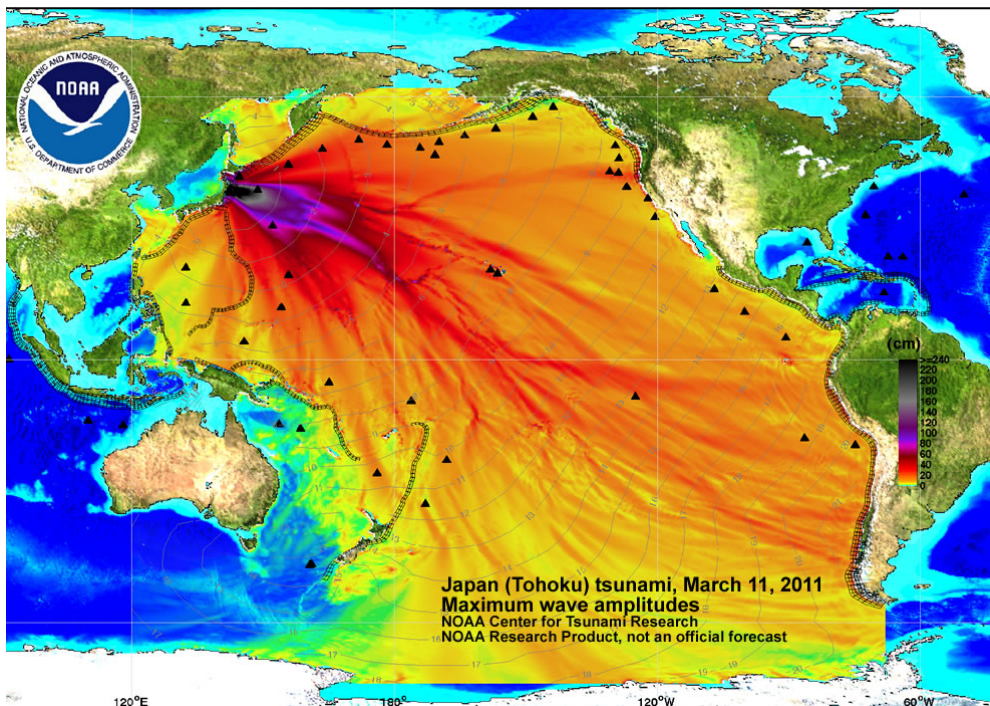 NATIONAL OCEANIC AND ATMOSPHERIC ADMINISTRATION
NOAA
U.S. DEPARTMENT OF COMMERCE
(cm)
>=240
220
200
180
160
140
120
100
80
60
40
20
0
Japan (Tohoku) tsunami, March 11, 2011
Maximum wave amplitudes
NOAA Center for Tsunami Research
NOAA Research Product, not an official forecast
120°E
180°
120°W
60°W